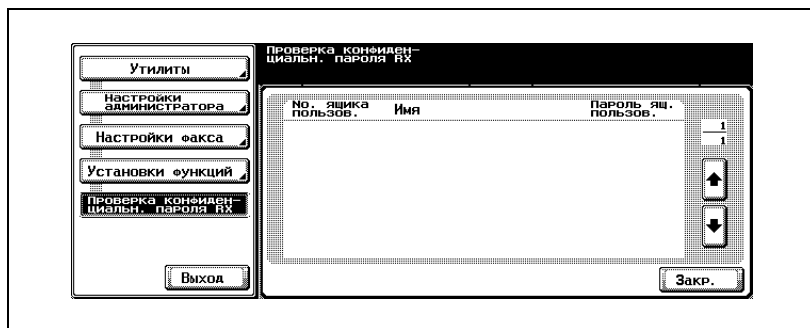 Утилиты
Настройки
администратора
Настройки факса
Установки функций
Проверка конфиден-
циальн. пароля RX
Выход
Проверка конфиден-
циальн. пароля RX
No. ящика
пользов.
Имя
Пароль ящ.
пользов.
1
1
Закр.